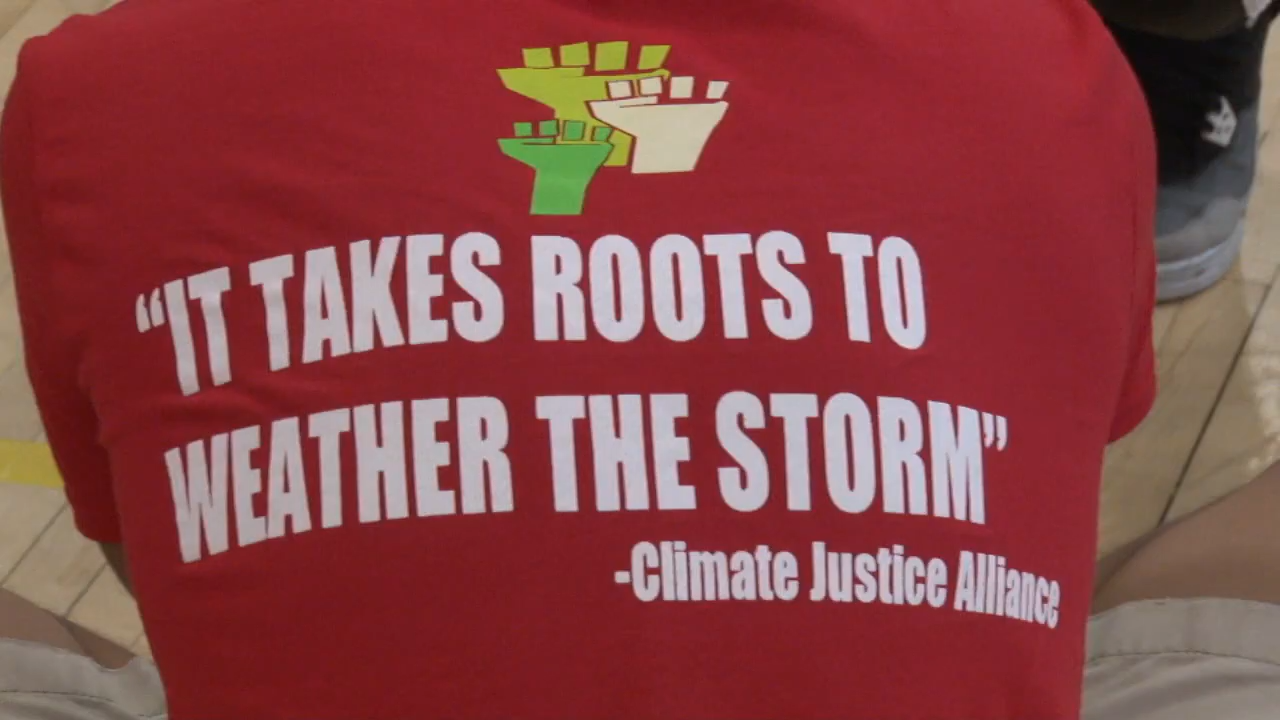 “IT TAKES ROOTS TO
WEATHER THE STORM”
-Climate Justice Alliance